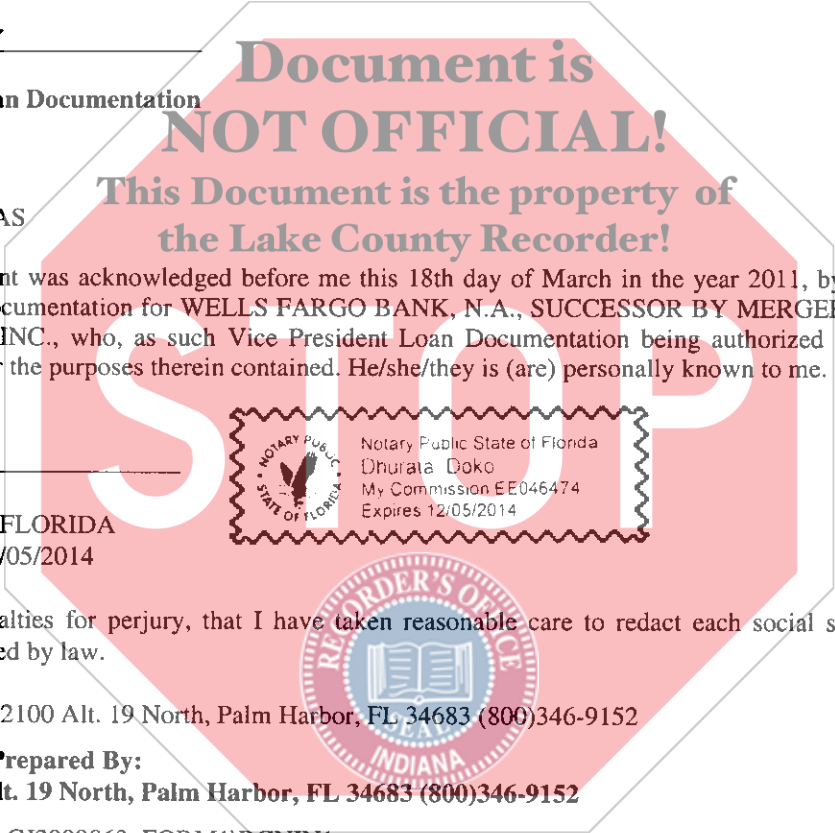 Document is
an Documentation
NOT OFFICIAL!
This Document is the property of
AS
the Lake County Recorder!
nt was acknowledged before me this 18th day of March in the year 2011, by
cumentation for WELLS FARGO BANK, N.A., SUCCESSOR BY MERGER
INC., who, as such Vice President Loan Documentation being authorized
r the purposes therein contained. He/she/they is (are) personally known to me.
STOP
NOTARY PUBLIC
STATE OF FLORIDA
Notary Public State of Florida
Dhurata Doko
My Commission EE046474
Expires 12/05/2014
FLORIDA
/05/2014
alties for perjury, that I have taken reasonable care to redact each social s
ed by law.
RECORDER'S OFFICE
SEAL
INDIANA
2100 Alt. 19 North, Palm Harbor, FL 34683 (800)346-9152
Prepared By:
lt. 19 North, Palm Harbor, FL 34683 (800)346-9152